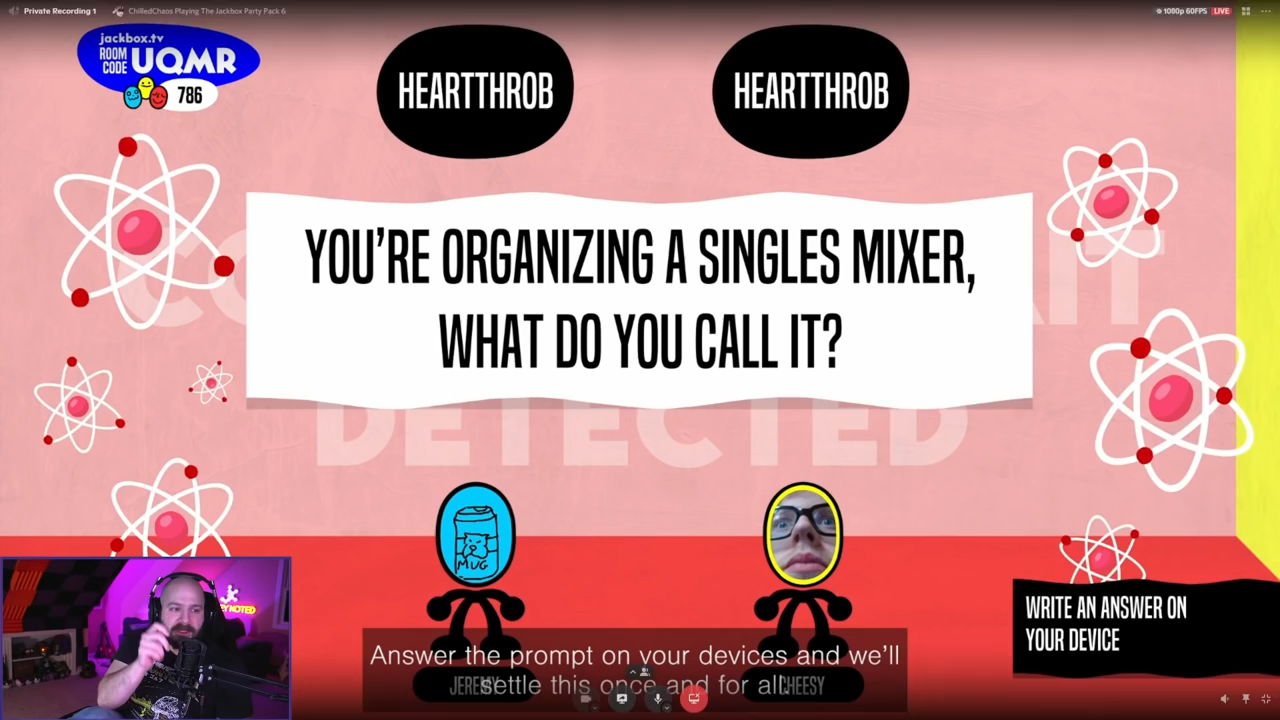 Private Recording 1
ChilledChaos Playing The Jackbox Party Pack 6
1080p 60FPS
LIVE
jackbox.tv
ROOM CODE
UQMR
786
HEARTTHROB
HEARTTHROB
YOU'RE ORGANIZING A SINGLES MIXER,
WHAT DO YOU CALL IT?
DETECTED
MUG
WRITE AN ANSWER ON
YOUR DEVICE
Answer the prompt on your devices and we'll
settle this once and for all.
JEREMY
CHEESY